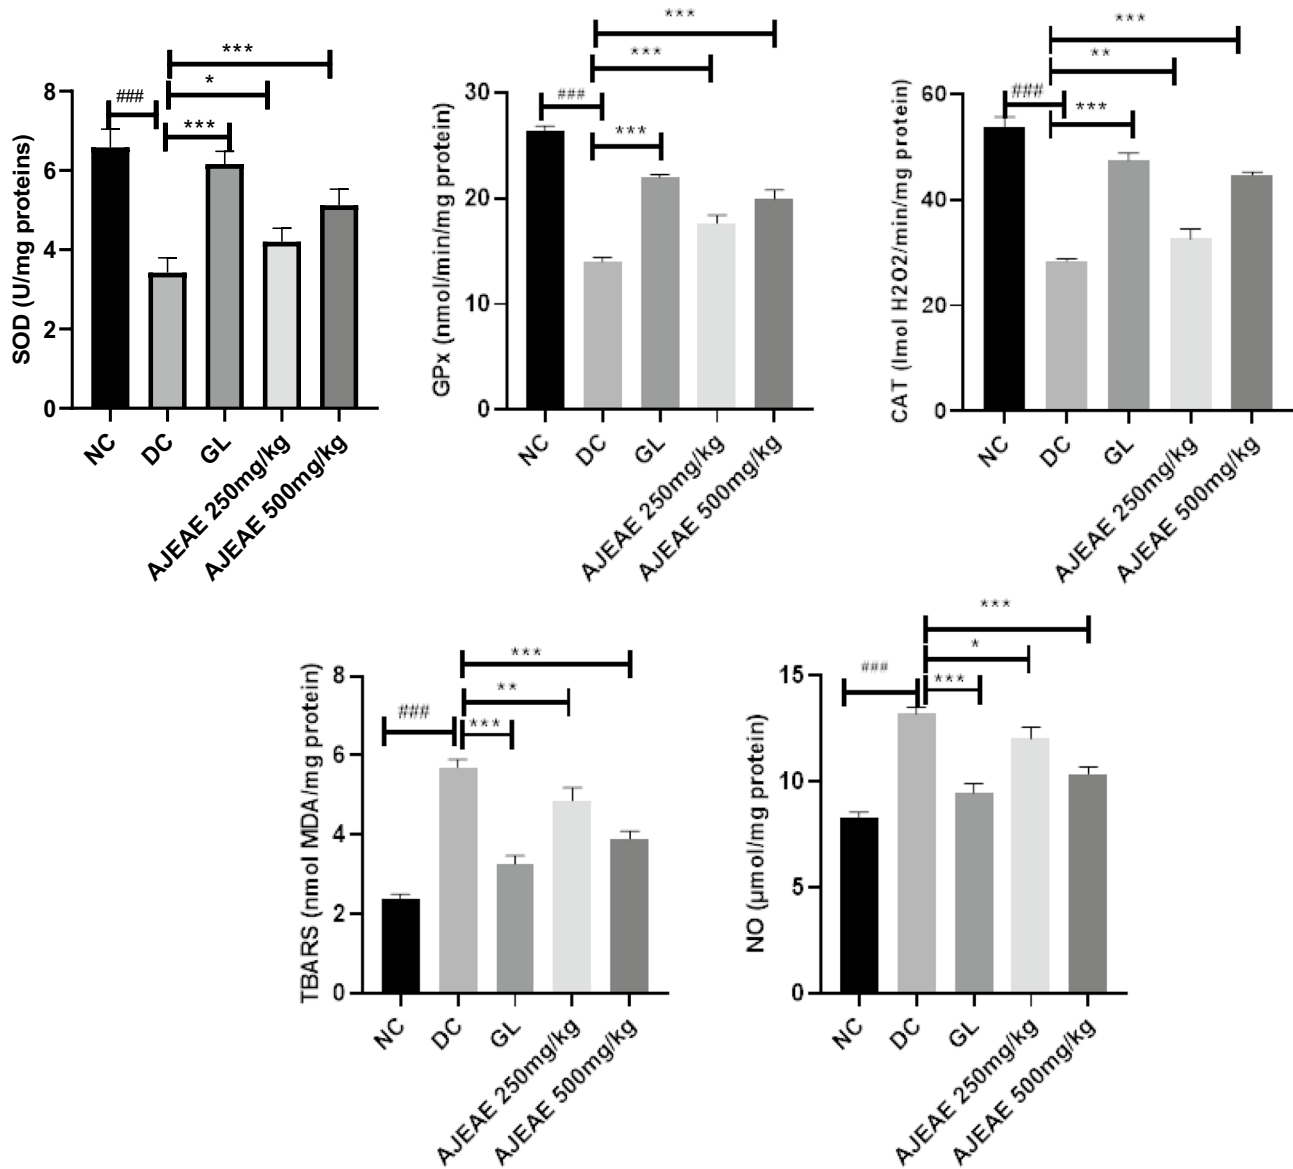 ***
*
###
***
8
6
4
2
0
SOD (U/mg proteins)
NC
DC
GL
AJEAE 250mg/kg
AJEAE 500mg/kg
***
***
###
***
30
20
10
0
GPx (nmol/min/mg protein)
NC
DC
GL
AJEAE 250mg/kg
AJEAE 500mg/kg
***
**
###
***
60
40
20
0
CAT (lmol H2O2/min/mg protein)
NC
DC
GL
AJEAE 250mg/kg
AJEAE 500mg/kg
***
**
###
***
8
6
4
2
0
TBARS (nmol MDA/mg protein)
NC
DC
GL
AJEAE 250mg/kg
AJEAE 500mg/kg
***
*
###
***
15
10
5
0
NO (µmol/mg protein)
NC
DC
GL
AJEAE 250mg/kg
AJEAE 500mg/kg